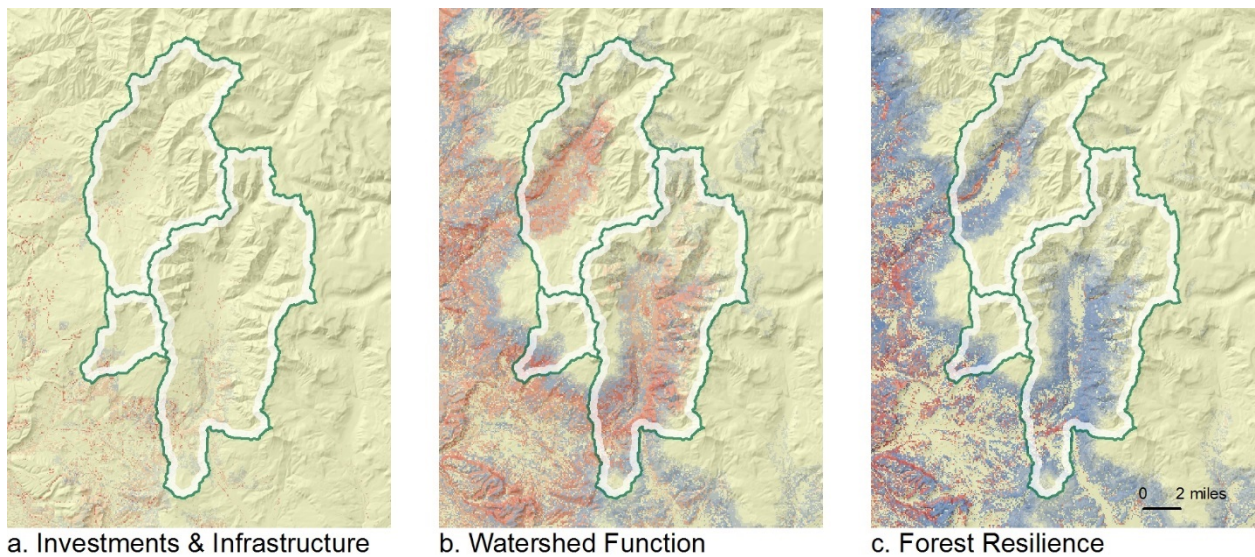 0 2 miles
a. Investments & Infrastructure
b. Watershed Function
c. Forest Resilience